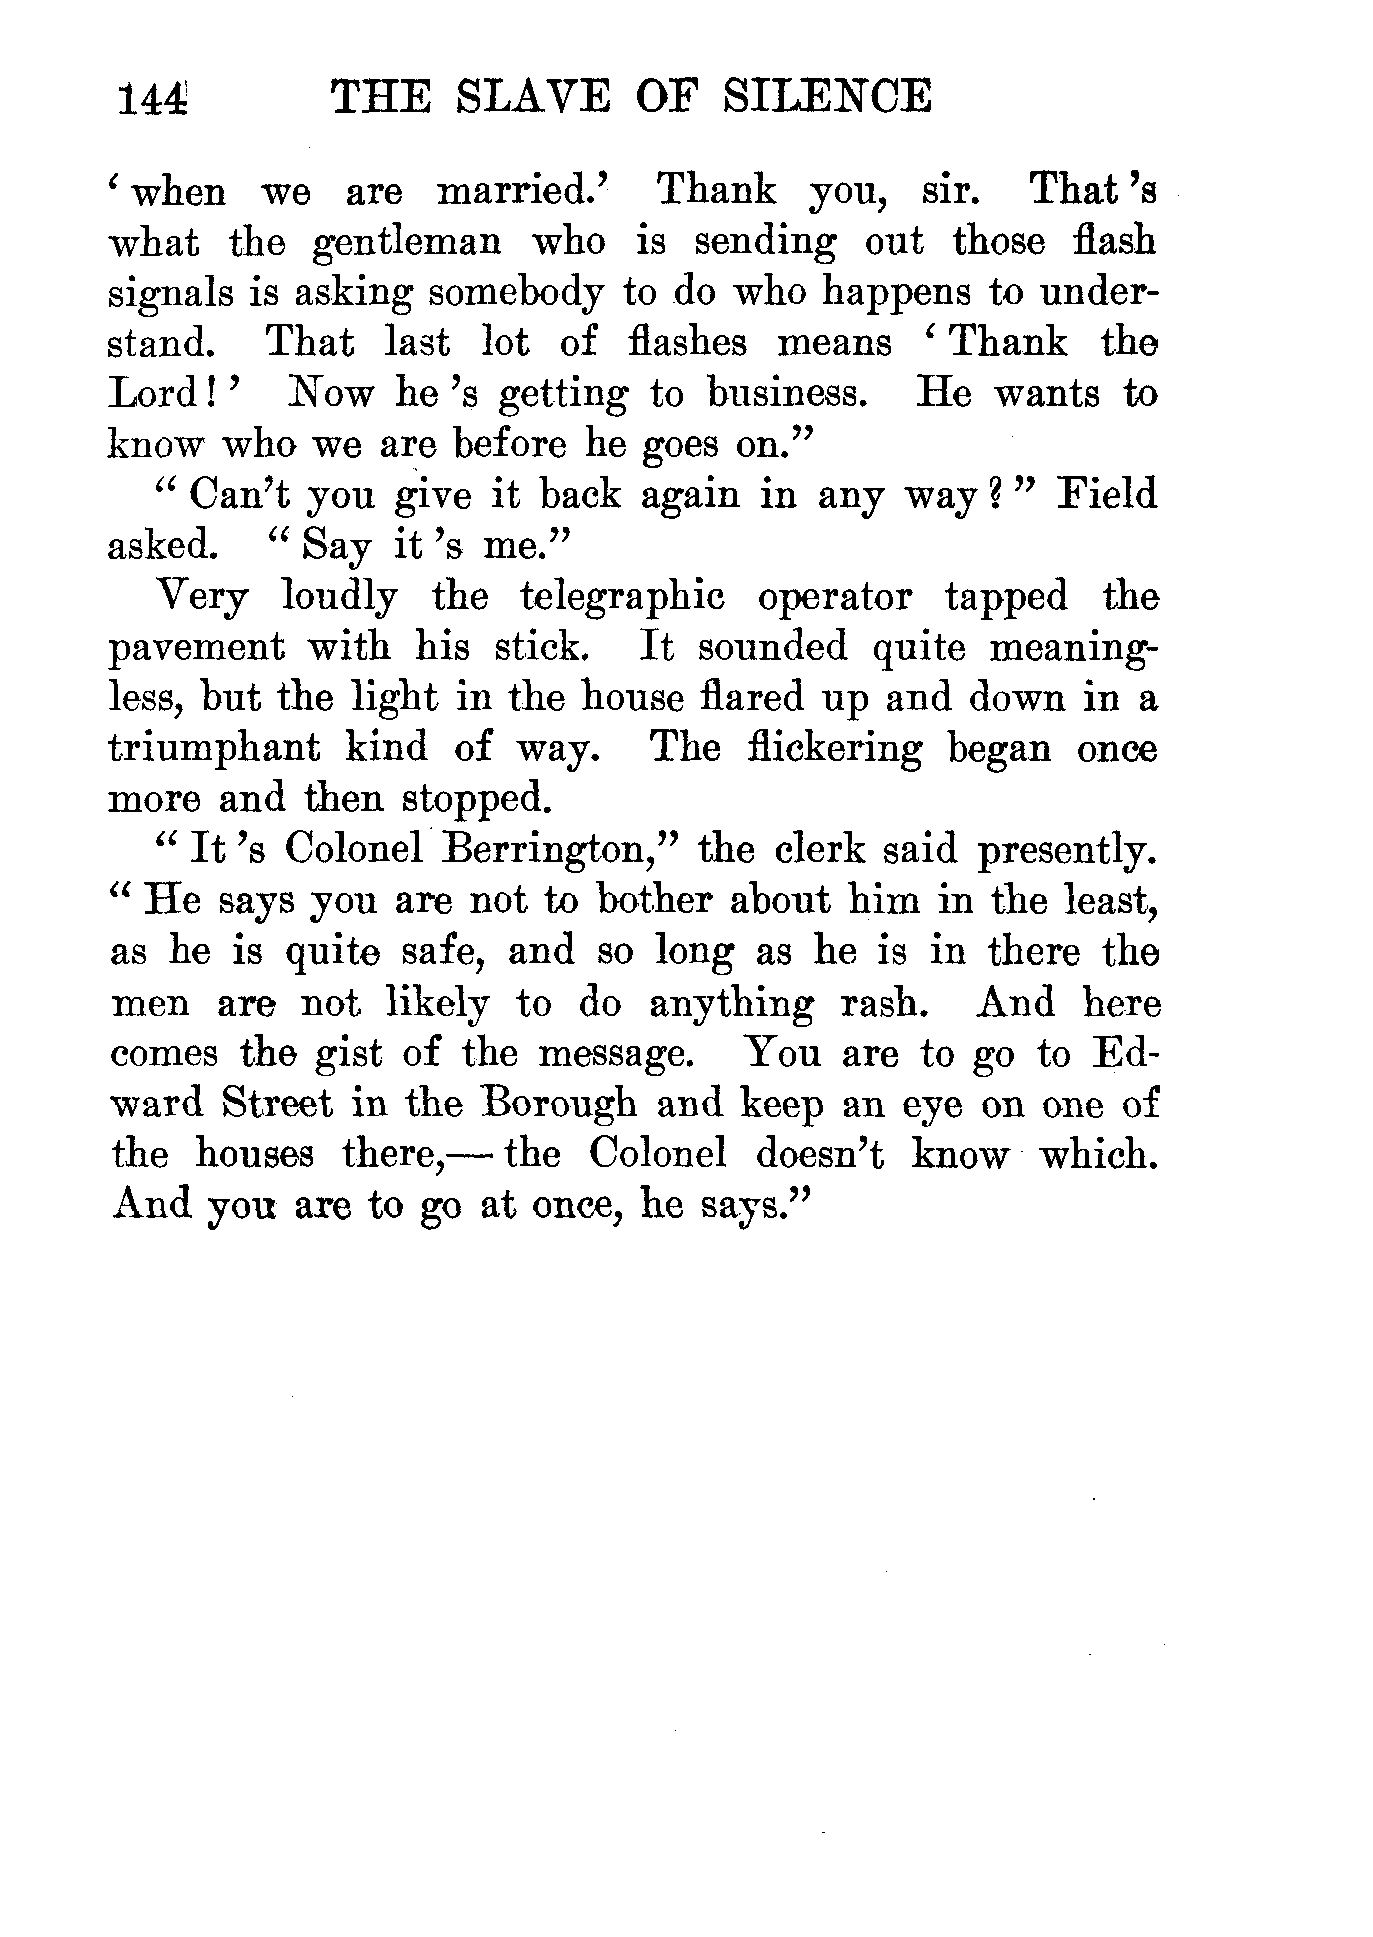 144 THE SLAVE OF SILENCE
‘when we are married.’ Thank you, sir. That’s
what the gentleman who is sending out those flash
signals is asking somebody to do who happens to under-
stand. That last lot of flashes means ‘Thank the
Lord!’ Now he’s getting to business. He wants to
know who we are before he goes on.”
“Can’t you give it back again in any way?” Field
asked. “Say it’s me.”
Very loudly the telegraphic operator tapped the
pavement with his stick. It sounded quite meaning-
less, but the light in the house flared up and down in a
triumphant kind of way. The flickering began once
more and then stopped.
“It’s Colonel Berrington,” the clerk said presently.
“He says you are not to bother about him in the least,
as he is quite safe, and so long as he is in there the
men are not likely to do anything rash. And here
comes the gist of the message. You are to go to Ed-
ward Street in the Borough and keep an eye on one of
the houses there,—the Colonel doesn’t know which.
And you are to go at once, he says.”